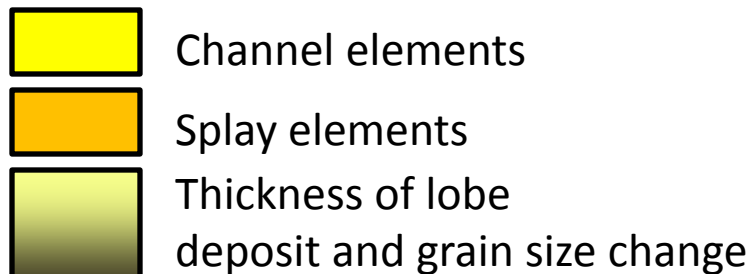 Channel elements
Splay elements
Thickness of lobe
deposit and grain size change